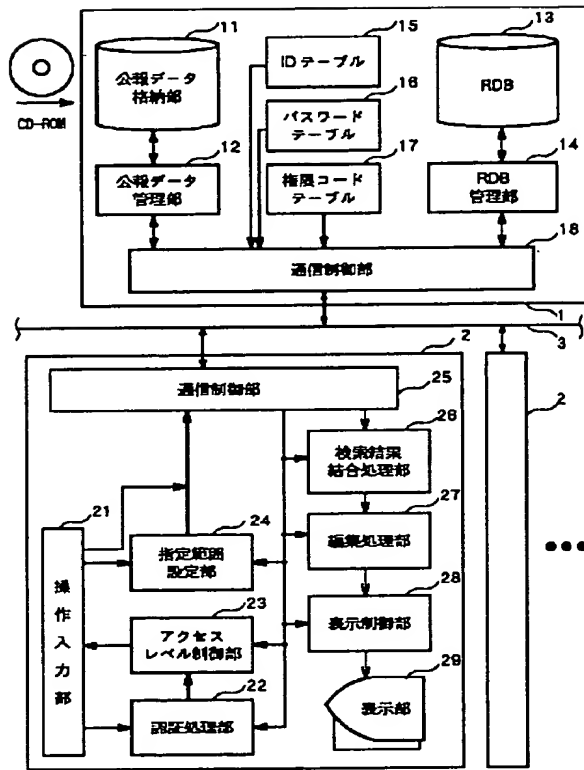 11
公報データ
格納部
CD-ROM
12
公報データ
管理部
15
IDテーブル
16
パスワード
テーブル
17
権限コード
テーブル
13
RDB
14
RDB
管理部
18
通信制御部
1
3
2
通信制御部
25
26
検索結果
結合処理部
27
編集処理部
28
表示制御部
29
表示部
21
操作入力部
24
指定範囲
設定部
23
アクセス
レベル制御部
22
認証処理部
2
•••